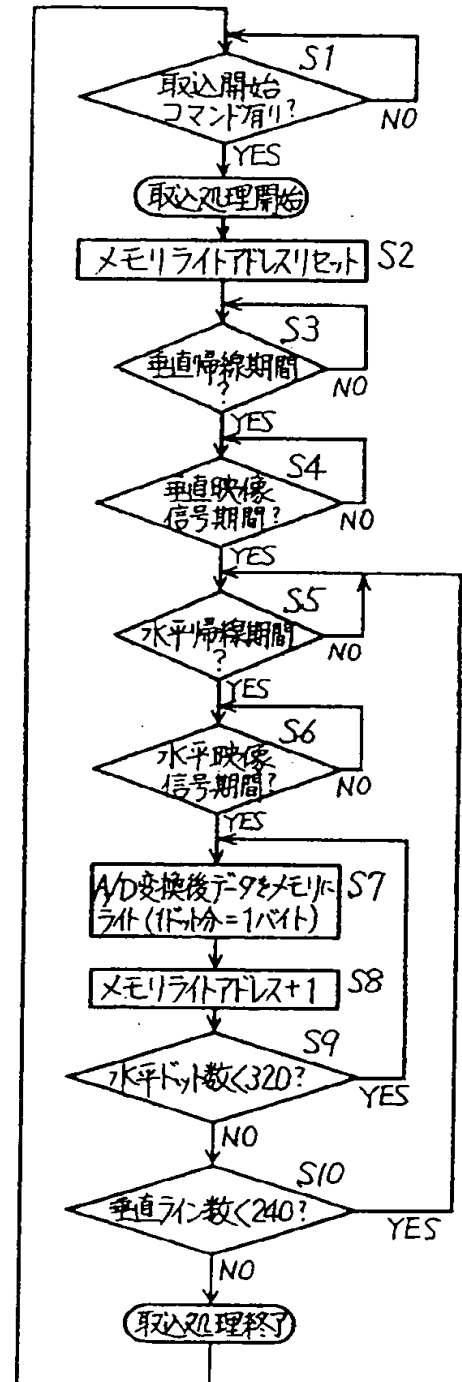 S1
取込開始
コマンド有り?
NO
YES
取込処理開始
メモリライトアドレスリセット
S2
S3
垂直帰線期間
?
NO
YES
S4
垂直映像
信号期間?
NO
YES
S5
水平帰線期間
?
NO
YES
S6
水平映像
信号期間?
NO
YES
A/D変換後データをメモリに
ライト(1ドット分=1バイト)
S7
メモリライトアドレス+1
S8
S9
水平ドット数<320?
YES
NO
S10
垂直ライン数<240?
YES
NO
取込処理終了